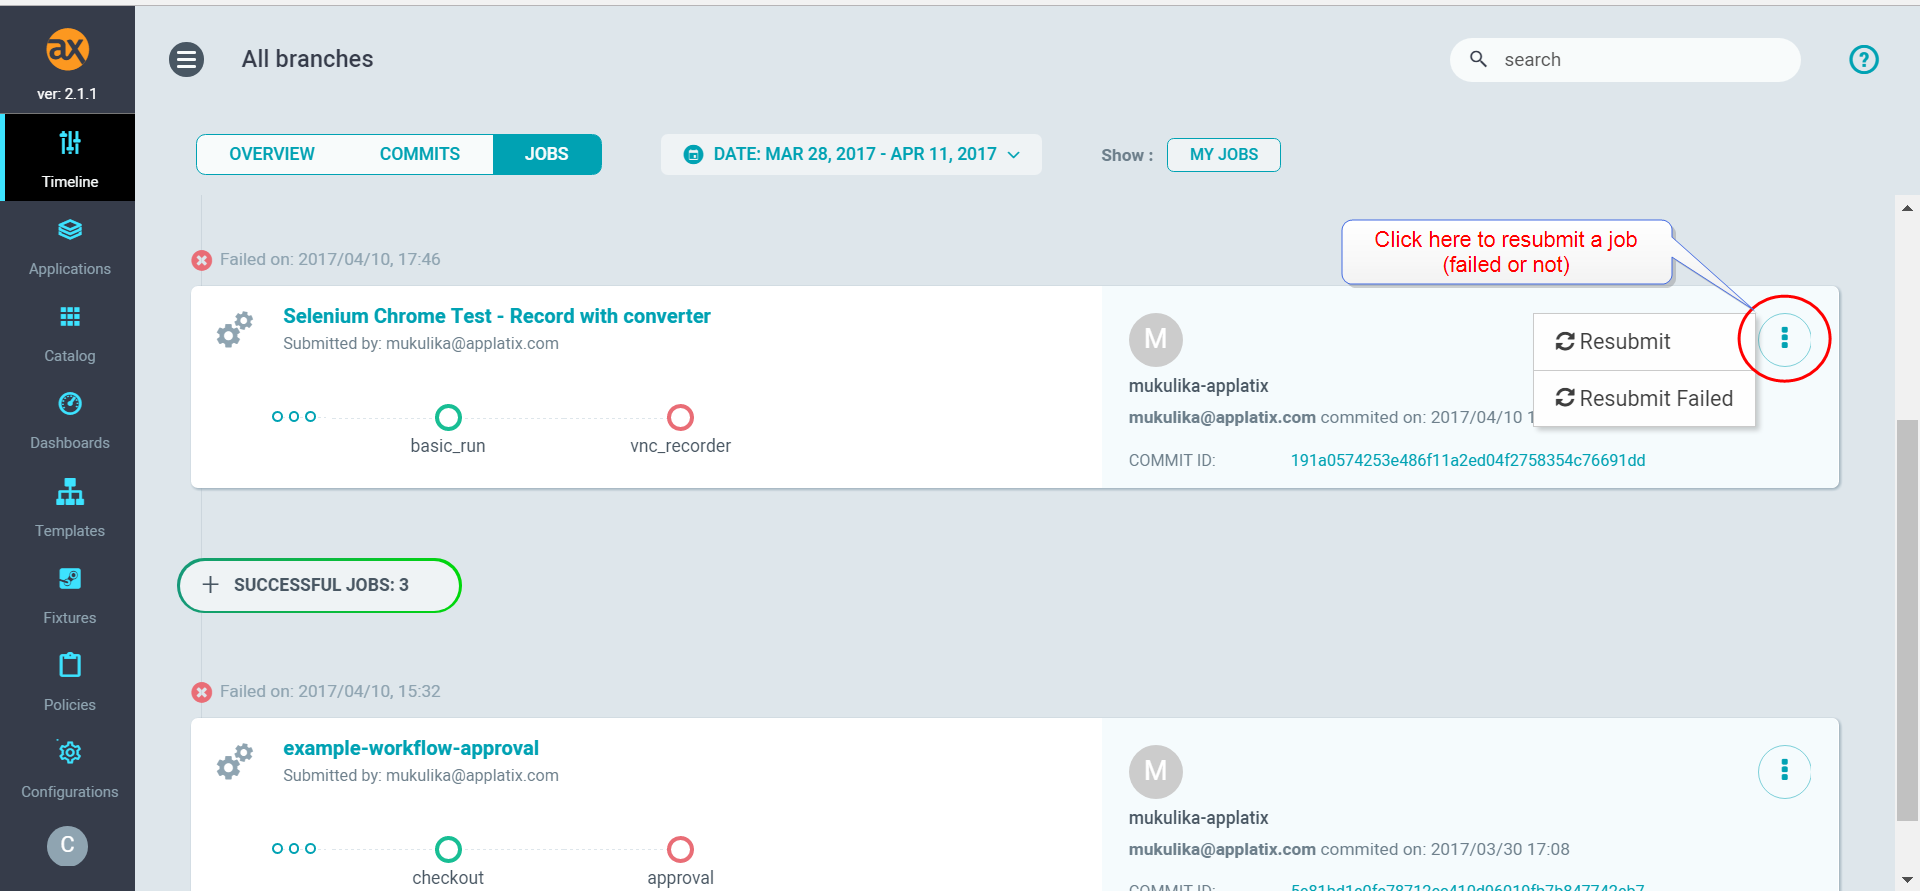 ax
ver: 2.1.1
Timeline
Applications
Catalog
Dashboards
Templates
Fixtures
Policies
Configurations
C
All branches
search
?
OVERVIEW
COMMITS
JOBS
DATE: MAR 28, 2017 - APR 11, 2017
Show :
MY JOBS
Click here to resubmit a job
(failed or not)
Failed on: 2017/04/10, 17:46
Selenium Chrome Test - Record with converter
Submitted by: mukulika@applatix.com
basic_run
vnc_recorder
M
mukulika-applatix
mukulika@applatix.com commited on: 2017/04/10 1
COMMIT ID: 191a0574253e486f11a2ed04f2758354c76691dd
Resubmit
Resubmit Failed
+ SUCCESSFUL JOBS: 3
Failed on: 2017/04/10, 15:32
example-workflow-approval
Submitted by: mukulika@applatix.com
checkout
approval
M
mukulika-applatix
mukulika@applatix.com commited on: 2017/03/30 17:08
COMMIT ID: